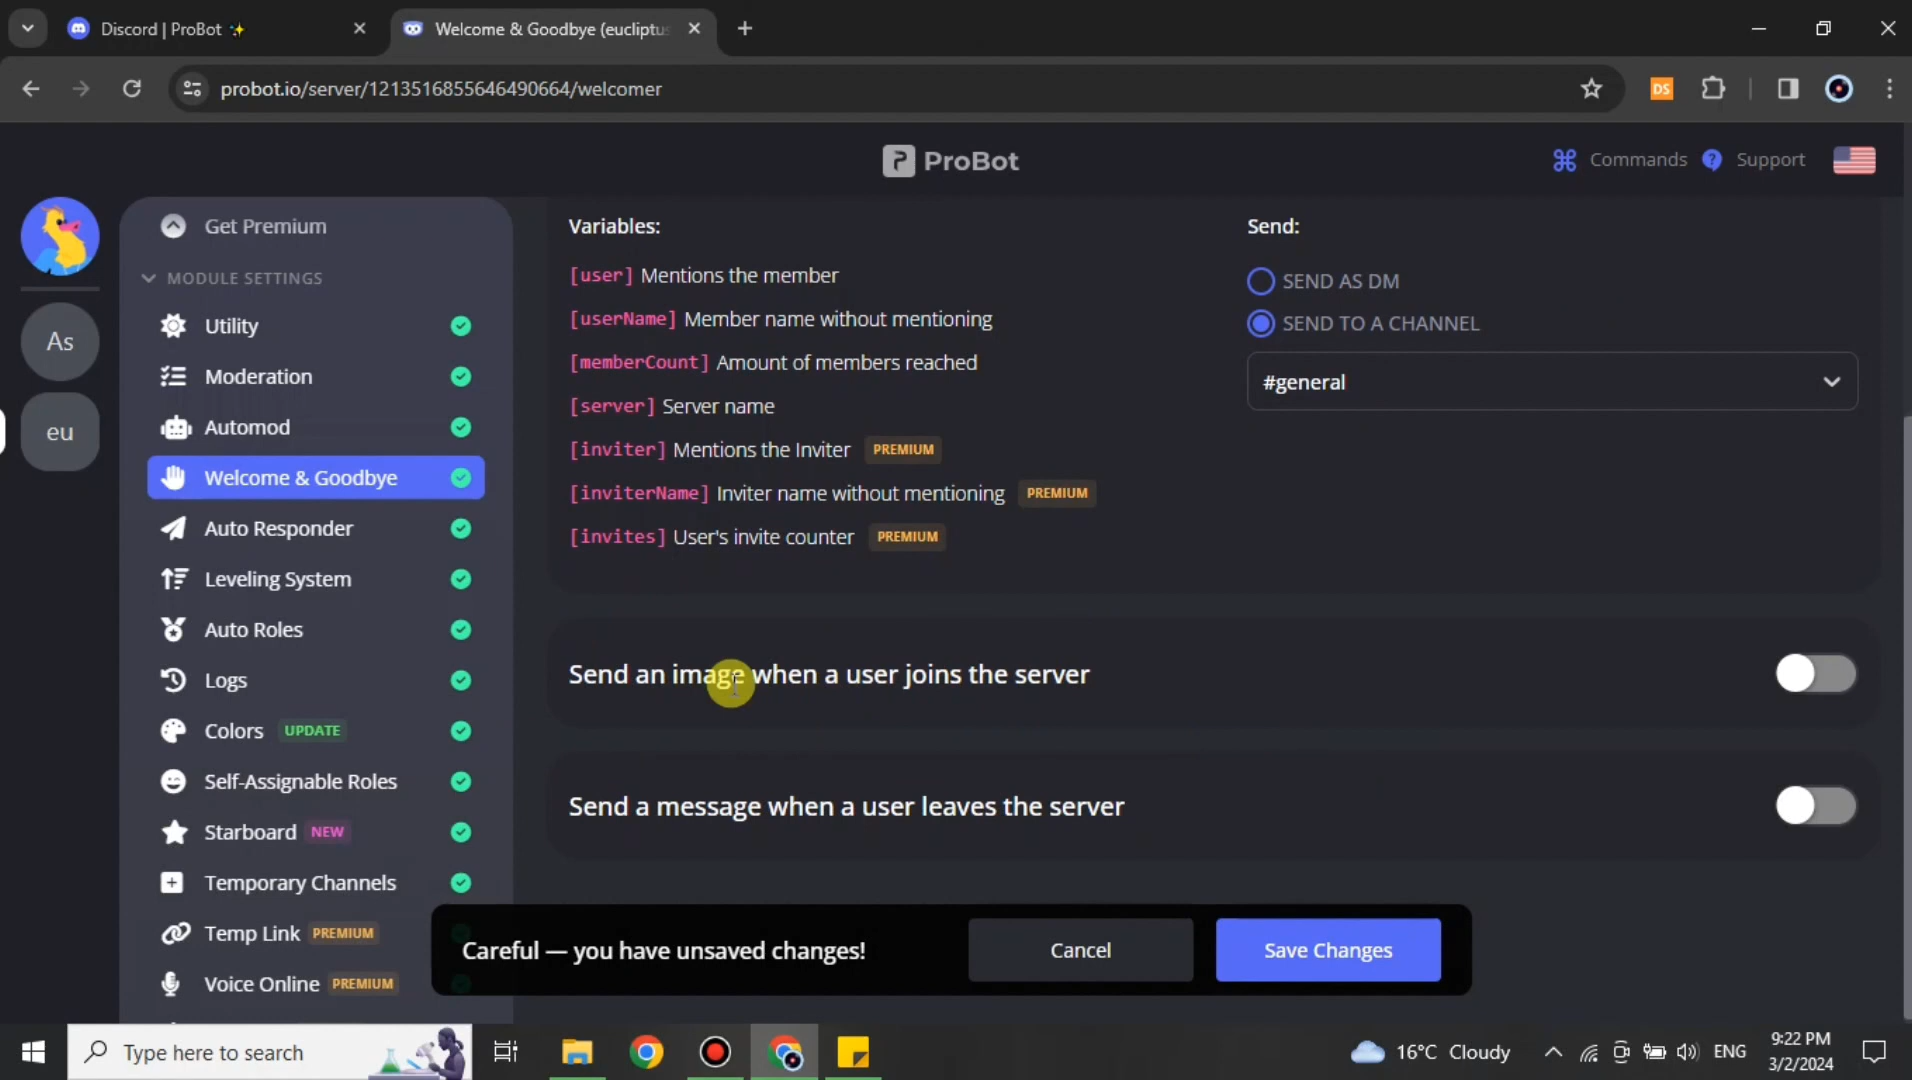 Discord | ProBot ✨
Welcome & Goodbye (eucliptus
probot.io/server/1213516855646490664/welcomer
DS
ProBot
Commands
Support
As
eu
Get Premium
MODULE SETTINGS
Utility
Moderation
Automod
Welcome & Goodbye
Auto Responder
Leveling System
Auto Roles
Logs
Colors UPDATE
Self-Assignable Roles
Starboard NEW
Temporary Channels
Temp Link PREMIUM
Voice Online PREMIUM
Variables:
[user] Mentions the member
[userName] Member name without mentioning
[memberCount] Amount of members reached
[server] Server name
[inviter] Mentions the Inviter PREMIUM
[inviterName] Inviter name without mentioning PREMIUM
[invites] User's invite counter PREMIUM
Send:
SEND AS DM
SEND TO A CHANNEL
#general
Send an image when a user joins the server
Send a message when a user leaves the server
Careful — you have unsaved changes!
Cancel
Save Changes
Type here to search
16°C Cloudy
ENG
9:22 PM
3/2/2024